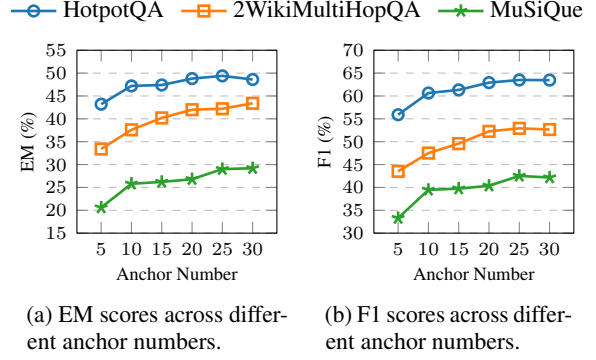 HotpotQA 2WikiMultiHopQA MuSiQue
55
50
45
40
35
30
25
20
15
EM (%)
5 10 15 20 25 30
Anchor Number
70
65
60
55
50
45
40
35
30
F1 (%)
5 10 15 20 25 30
Anchor Number
(a) EM scores across differ-
ent anchor numbers.
(b) F1 scores across differ-
ent anchor numbers.